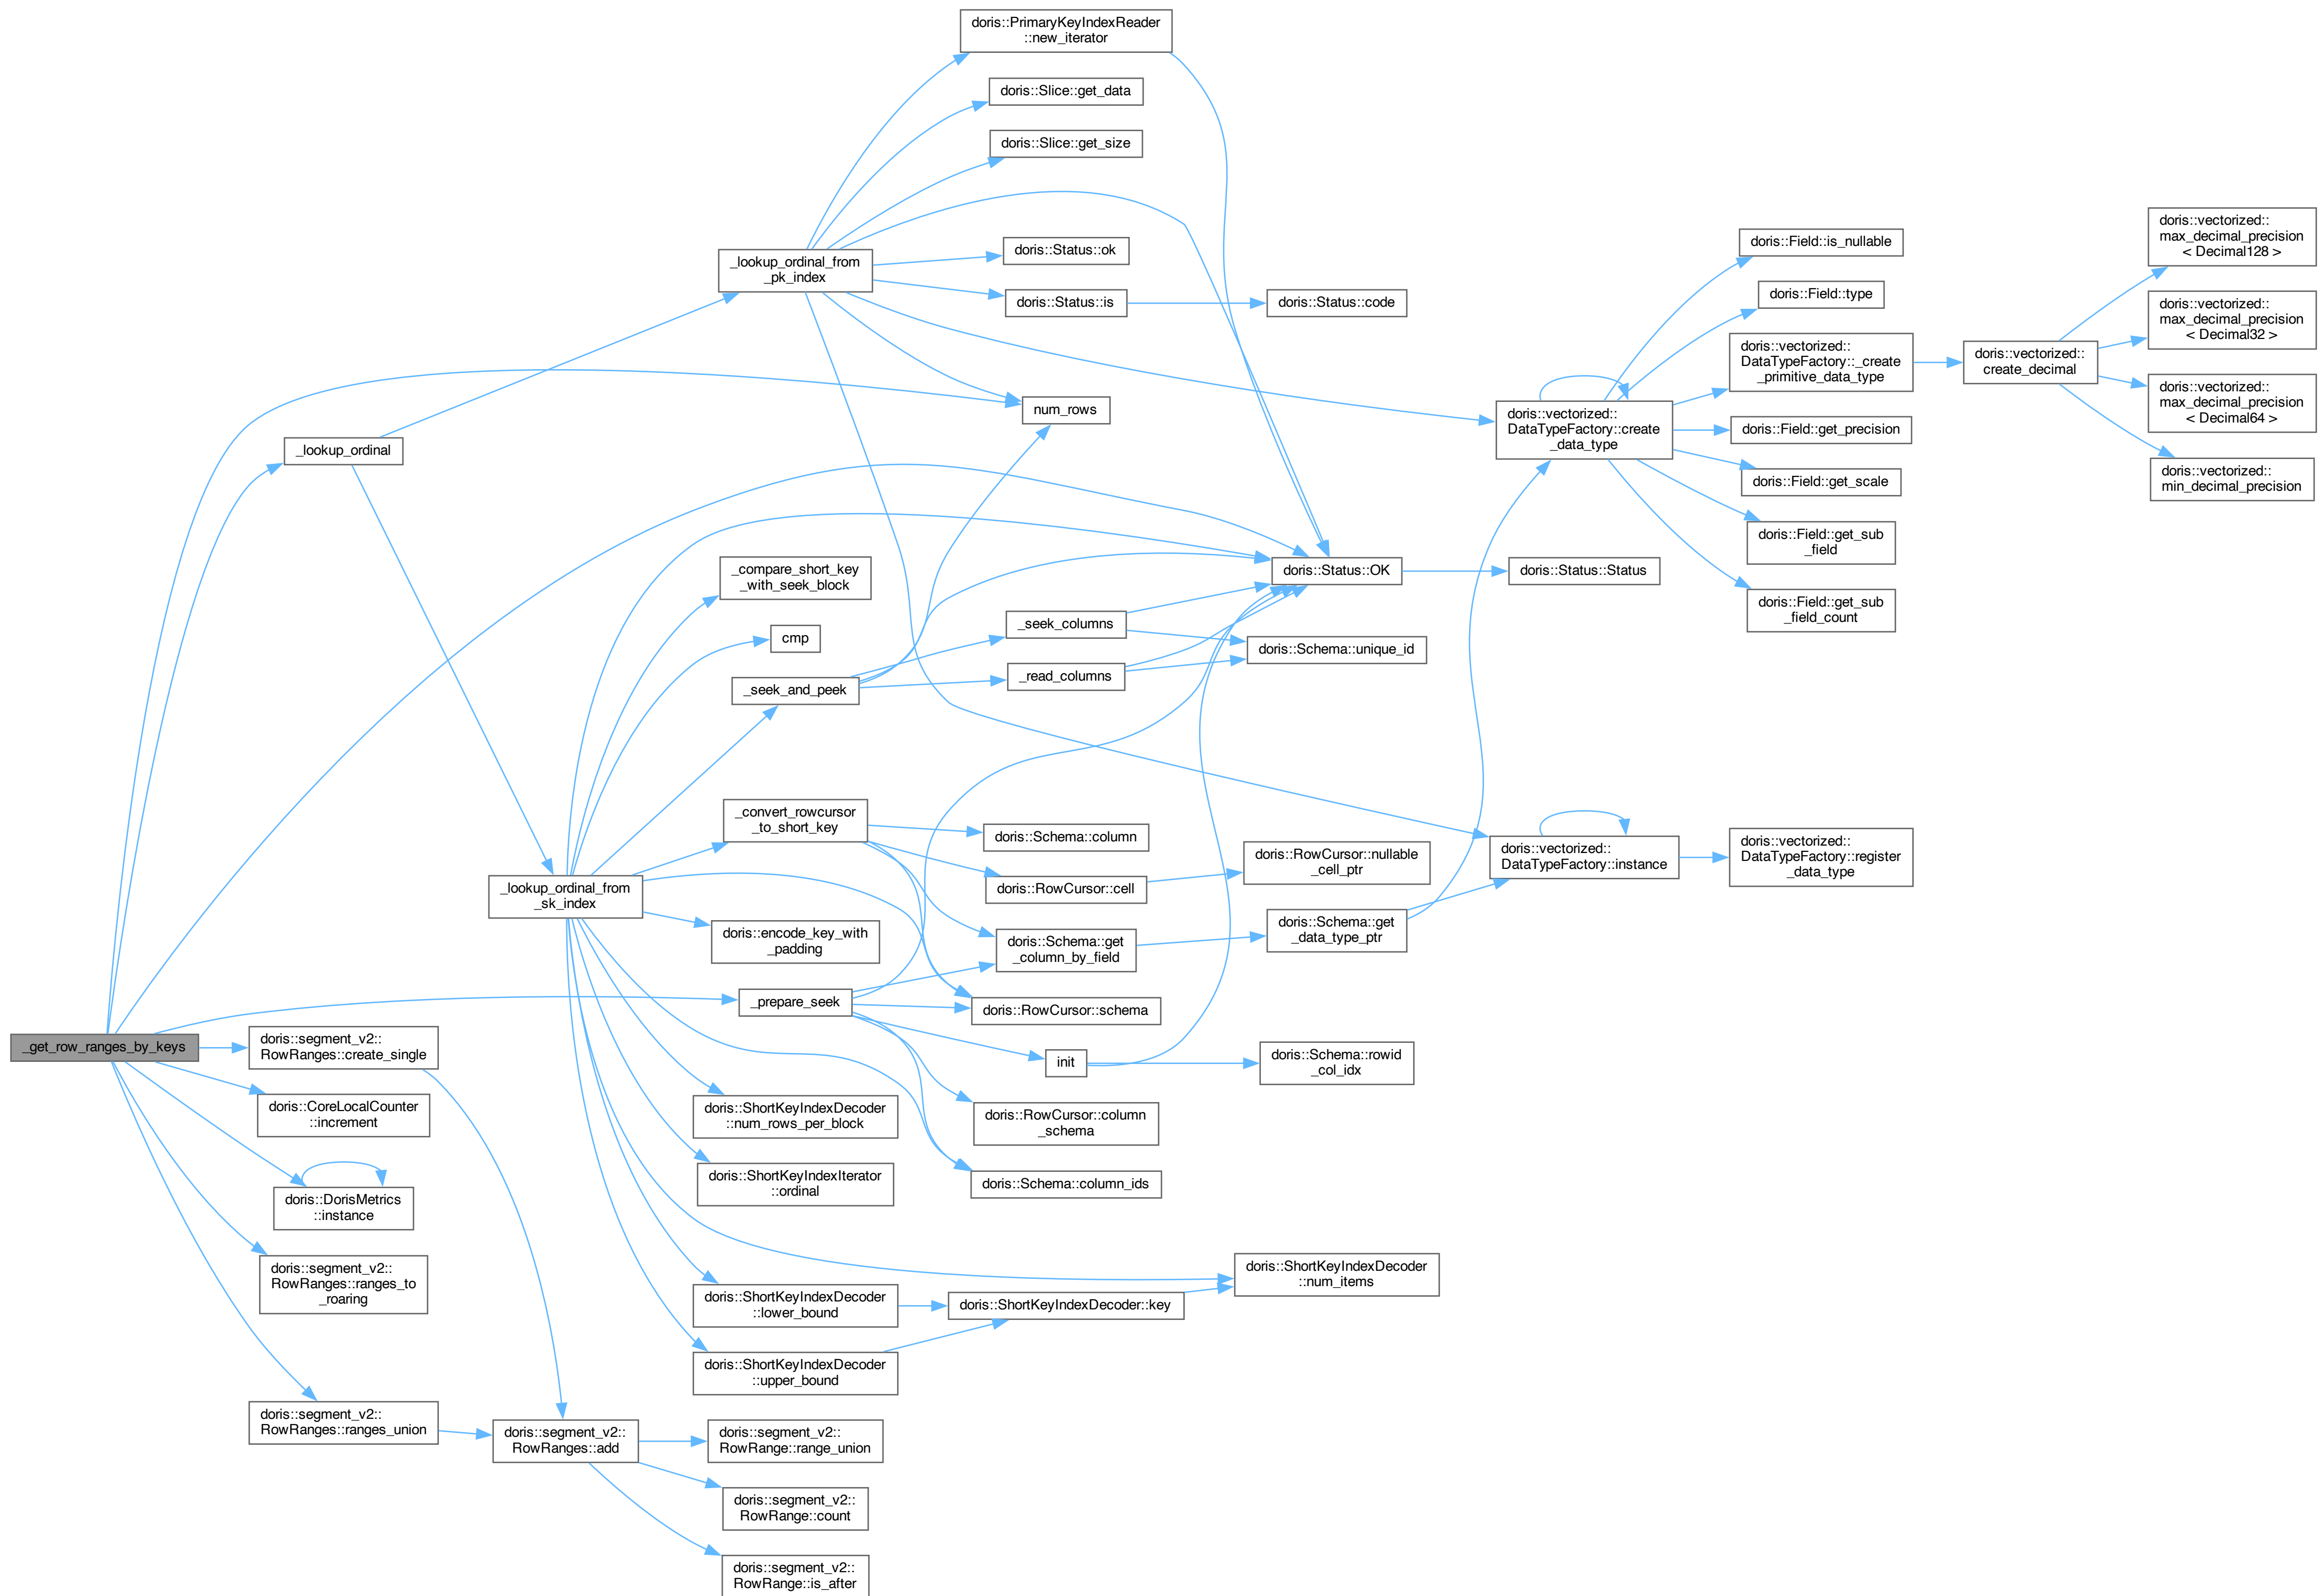 doris::PrimaryKeyIndexReader
::new_iterator
doris::Slice::get_data
doris::Slice::get_size
_lookup_ordinal_from
_pk_index
doris::Status::ok
doris::Status::is
doris::Status::code
num_rows
_lookup_ordinal
doris::Field::is_nullable
doris::Field::type
doris::vectorized::
DataTypeFactory::_create
_primitive_data_type
doris::vectorized::
create_decimal
doris::vectorized::
max_decimal_precision
< Decimal128 >
doris::vectorized::
max_decimal_precision
< Decimal32 >
doris::vectorized::
max_decimal_precision
< Decimal64 >
doris::vectorized::
min_decimal_precision
doris::vectorized::
DataTypeFactory::create
_data_type
doris::Field::get_precision
doris::Field::get_scale
doris::Field::get_sub
_field
doris::Field::get_sub
_field_count
doris::Status::OK
doris::Status::Status
_compare_short_key
_with_seek_block
cmp
_seek_columns
doris::Schema::unique_id
_seek_and_peek
_read_columns
_convert_rowcursor
_to_short_key
doris::Schema::column
doris::RowCursor::nullable
_cell_ptr
doris::RowCursor::cell
doris::vectorized::
DataTypeFactory::instance
doris::vectorized::
DataTypeFactory::register
_data_type
_lookup_ordinal_from
_sk_index
doris::encode_key_with
_padding
doris::Schema::get
_column_by_field
doris::Schema::get
_data_type_ptr
_prepare_seek
doris::RowCursor::schema
_get_row_ranges_by_keys
doris::segment_v2::
RowRanges::create_single
init
doris::Schema::rowid
_col_idx
doris::CoreLocalCounter
::increment
doris::ShortKeyIndexDecoder
::num_rows_per_block
doris::RowCursor::column
_schema
doris::DorisMetrics
::instance
doris::ShortKeyIndexIterator
::ordinal
doris::Schema::column_ids
doris::segment_v2::
RowRanges::ranges_to
_roaring
doris::ShortKeyIndexDecoder
::num_items
doris::ShortKeyIndexDecoder
::lower_bound
doris::ShortKeyIndexDecoder::key
doris::ShortKeyIndexDecoder
::upper_bound
doris::segment_v2::
RowRanges::ranges_union
doris::segment_v2::
RowRanges::add
doris::segment_v2::
RowRange::range_union
doris::segment_v2::
RowRange::count
doris::segment_v2::
RowRange::is_after